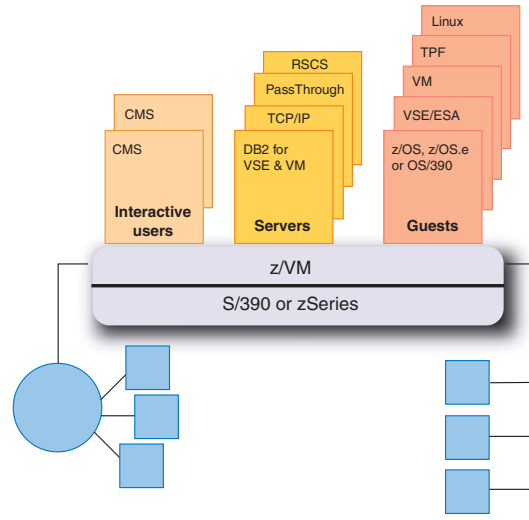 CMS
CMS
Interactive
users
RSCS
PassThrough
TCP/IP
DB2 for
VSE & VM
Servers
Linux
TPF
VM
VSE/ESA
z/OS, z/OS.e
or OS/390
Guests
z/VM
S/390 or zSeries